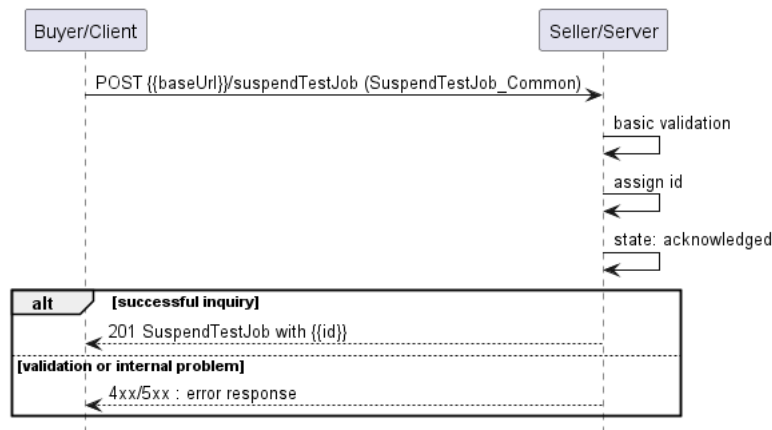 Buyer/Client
Seller/Server
POST {{baseUrl}}/suspendTestJob (SuspendTestJob_Common)
basic validation
assign id
state: acknowledged
alt
[successful inquiry]
201 SuspendTestJob with {{id}}
[validation or internal problem]
4xx/5xx : error response